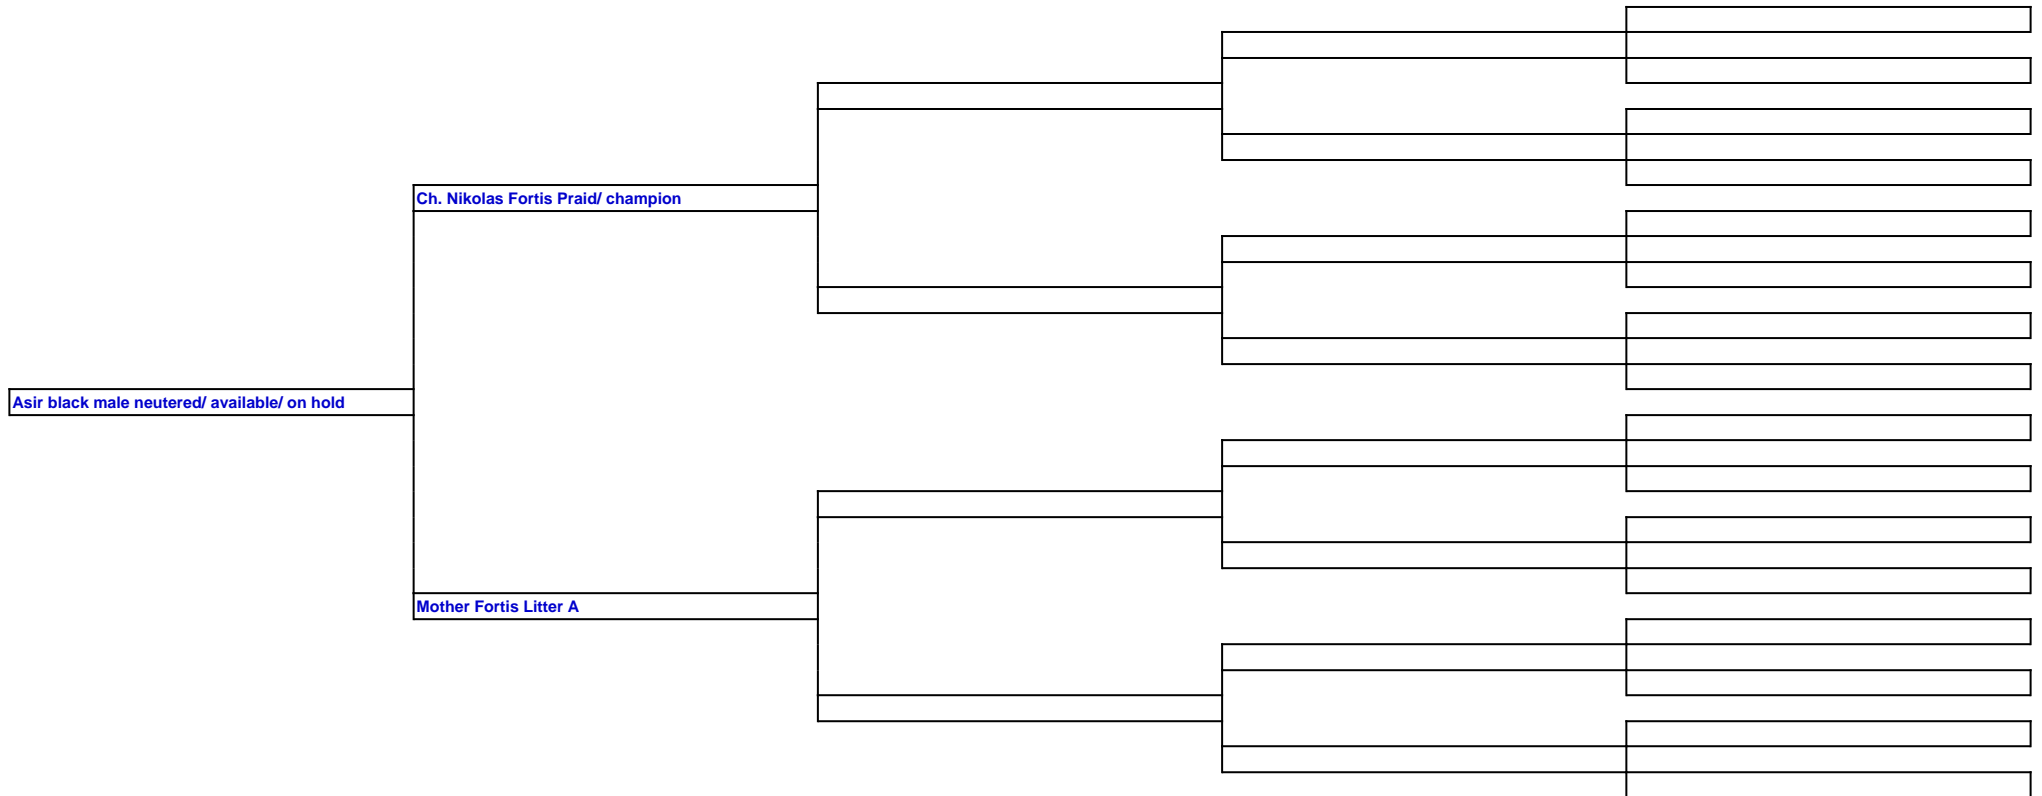 Ch. Nikolas Fortis Praid/ champion
Asir black male neutered/ available/ on hold
Mother Fortis Litter A